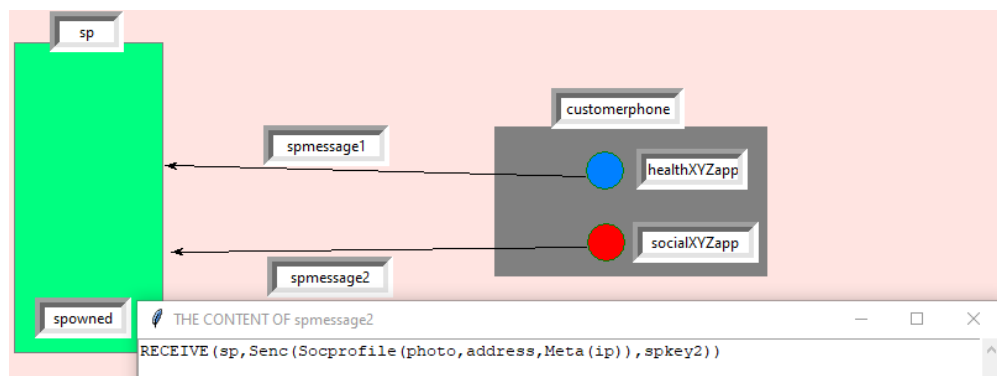 sp
customerphone
spmessage1
healthXYZapp
socialXYZapp
spmessage2
spowned
THE CONTENT OF spmessage2
RECEIVE(sp,Senc(Socprofile(photo,address,Meta(ip)),spkey2))